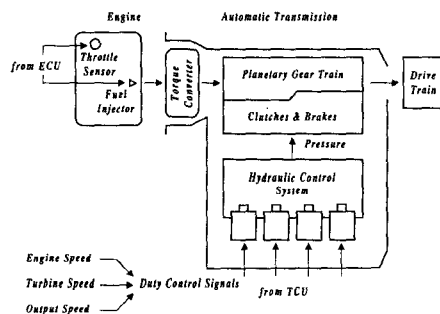 Engine
Automatic Transmission
from ECU
Throttle
Sensor
Fuel
Injector
Torque
Converter
Planetary Gear Train
Clutches & Brakes
Drive
Train
Pressure
Hydraulic Control
System
Engine Speed
Turbine Speed
Duty Control Signals
from TCU
Output Speed